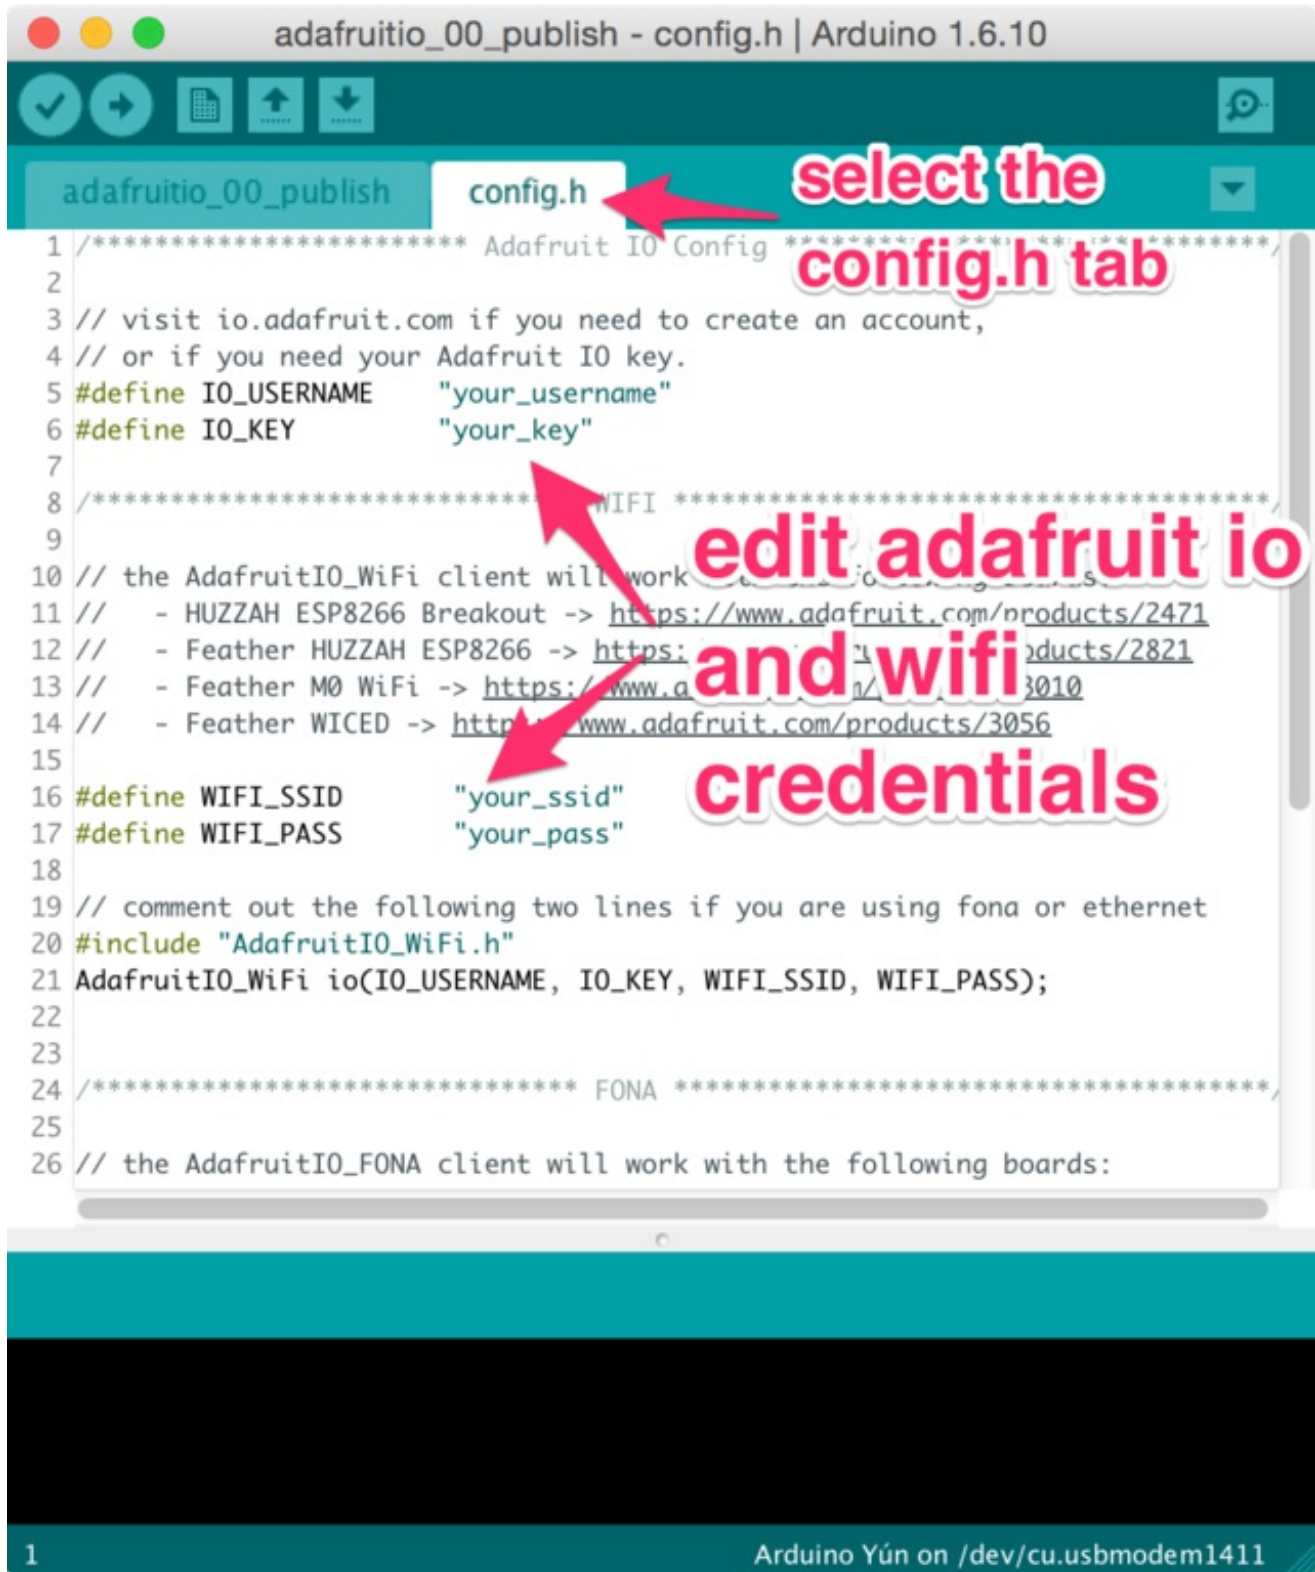 adafruitio_00_publish - config.h | Arduino 1.6.10
adafruitio_00_publish config.h
select the
config.h tab
1 /************************ Adafruit IO Config
2
3 // visit io.adafruit.com if you need to create an account,
4 // or if you need your Adafruit IO key.
5 #define IO_USERNAME "your_username"
6 #define IO_KEY "your_key"
7
8 /***************************** WIFI **************************************/
9
edit adafruit io
and wifi
credentials
10 // the AdafruitIO_WiFi client will work
11 // - HUZZAH ESP8266 Breakout -> https://www.adafruit.com/products/2471
12 // - Feather HUZZAH ESP8266 -> https: oducts/2821
13 // - Feather M0 WiFi -> https://www.a 3010
14 // - Feather WICED -> http www.adafruit.com/products/3056
15
16 #define WIFI_SSID "your_ssid"
17 #define WIFI_PASS "your_pass"
18
19 // comment out the following two lines if you are using fona or ethernet
20 #include "AdafruitIO_WiFi.h"
21 AdafruitIO_WiFi io(IO_USERNAME, IO_KEY, WIFI_SSID, WIFI_PASS);
22
23
24 /******************************* FONA **************************************/
25
26 // the AdafruitIO_FONA client will work with the following boards:
1 Arduino Yún on /dev/cu.usbmodem1411